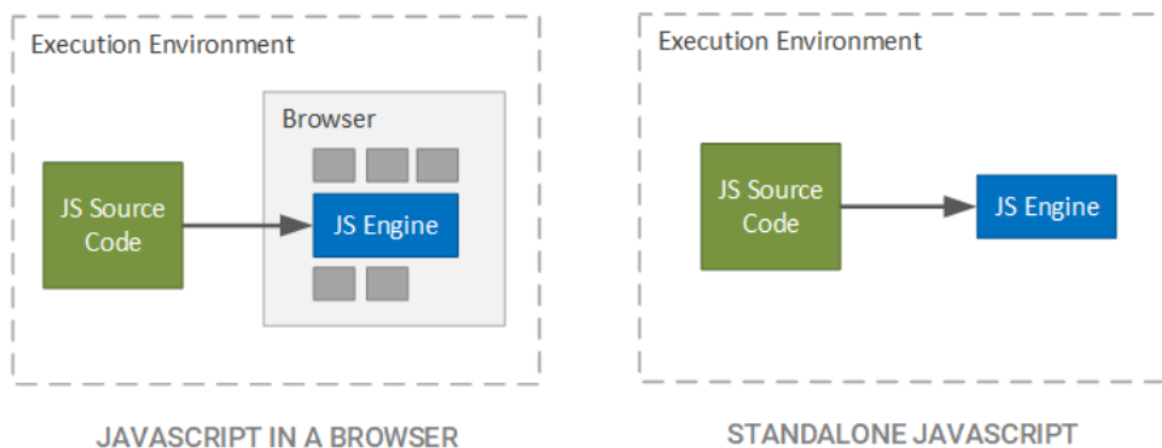 Execution Environment
Browser
JS Source
Code
JS Engine
JAVASCRIPT IN A BROWSER
Execution Environment
JS Source
Code
JS Engine
STANDALONE JAVASCRIPT